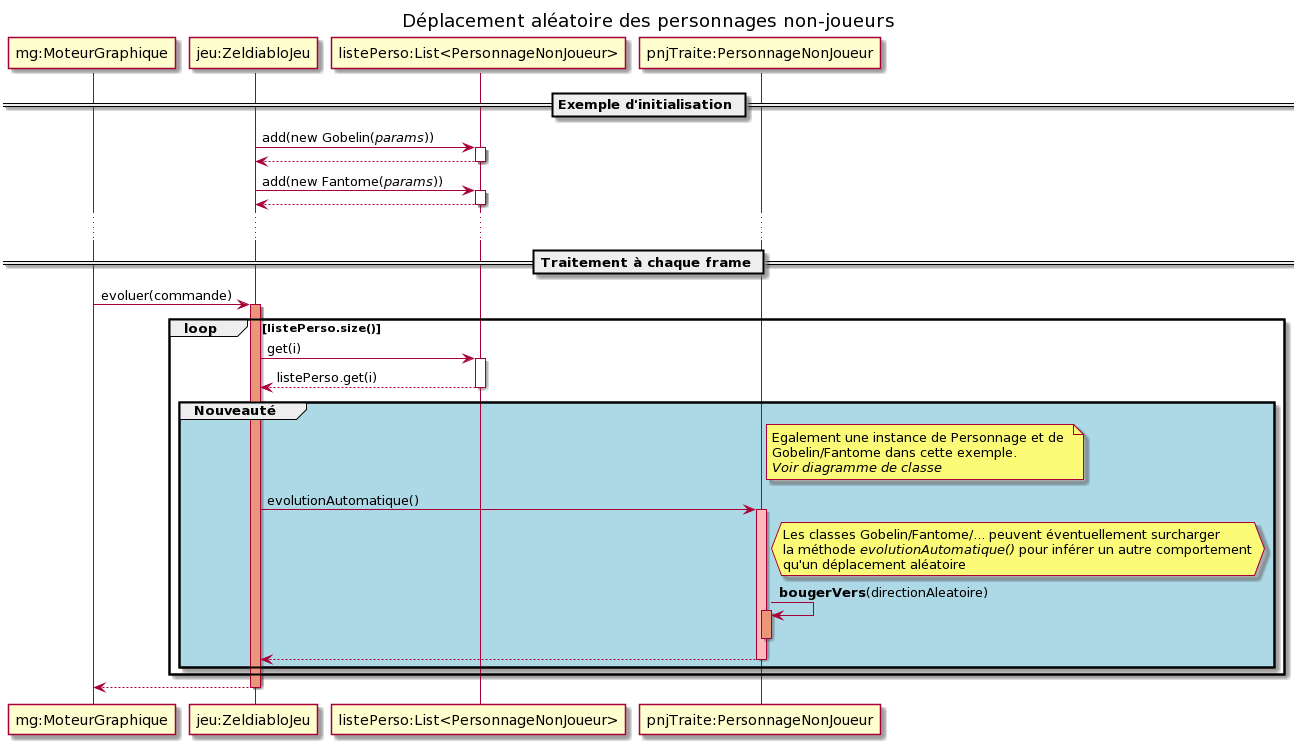 Déplacement aléatoire des personnages non-joueurs
mg:MoteurGraphique
jeu:ZeldiabloJeu
listePerso:List<PersonnageNonJoueur>
pnjTraite:PersonnageNonJoueur
Exemple d'initialisation
add(new Gobelin(params))
add(new Fantome(params))
Traitement à chaque frame
evoluer(commande)
loop
[listePerso.size()]
get(i)
listePerso.get(i)
Nouveauté
Egalement une instance de Personnage et de
Gobelin/Fantome dans cette exemple.
Voir diagramme de classe
evolutionAutomatique()
Les classes Gobelin/Fantome/... peuvent éventuellement surcharger
la méthode evolutionAutomatique() pour inférer un autre comportement
qu'un déplacement aléatoire
bougerVers(directionAleatoire)
mg:MoteurGraphique
jeu:ZeldiabloJeu
listePerso:List<PersonnageNonJoueur>
pnjTraite:PersonnageNonJoueur